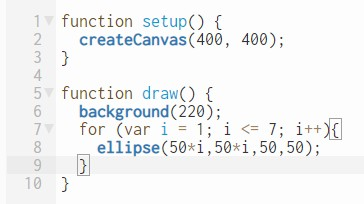 1 function setup() {
2   createCanvas(400, 400);
3 }
4
5 function draw() {
6   background(220);
7   for (var i = 1; i <= 7; i++){
8     ellipse(50*i,50*i,50,50);
9   }
10 }